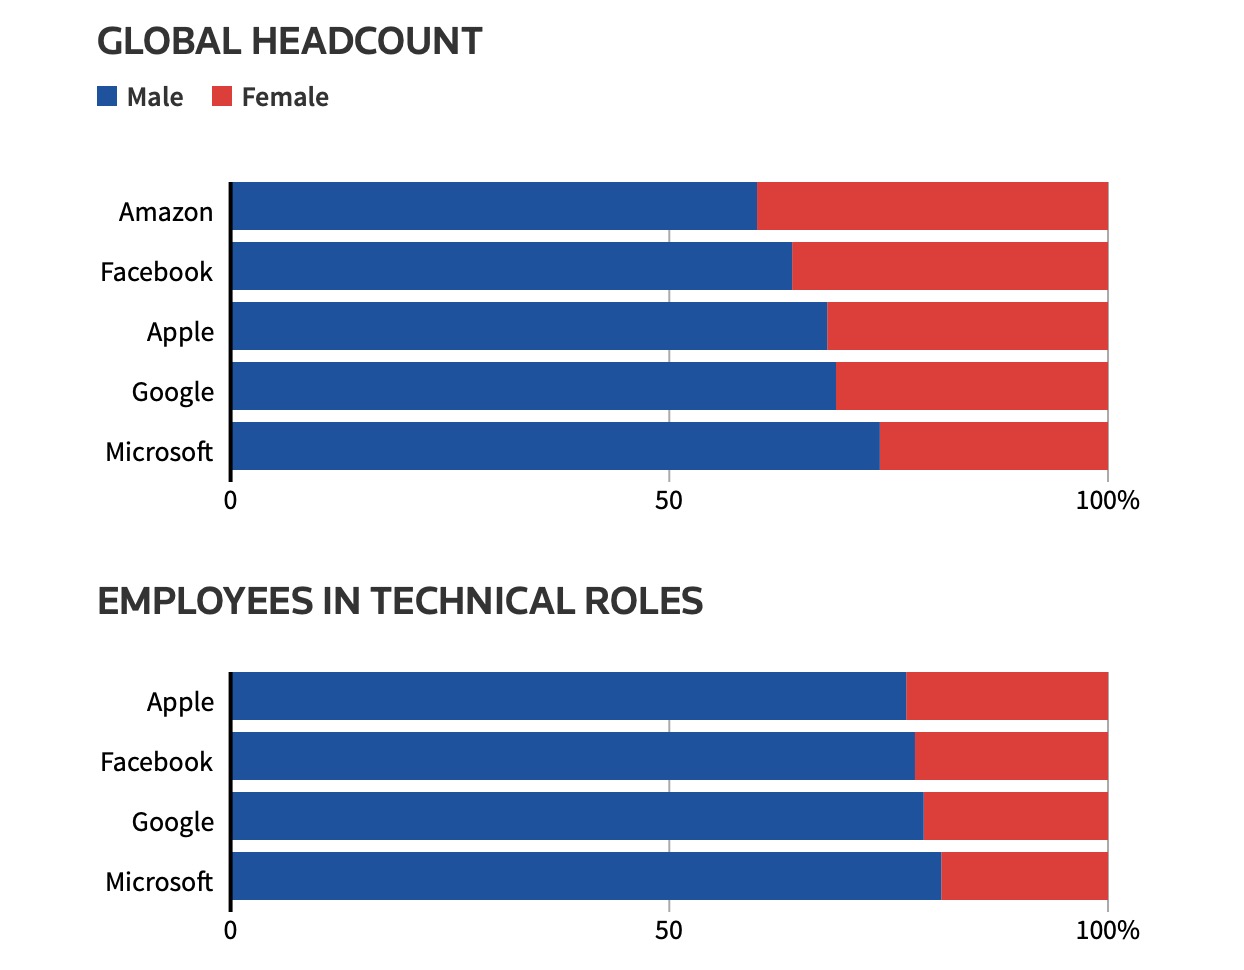 GLOBAL HEADCOUNT
Male Female
Amazon
Facebook
Apple
Google
Microsoft
0 50 100%
EMPLOYEES IN TECHNICAL ROLES
Apple
Facebook
Google
Microsoft
0 50 100%